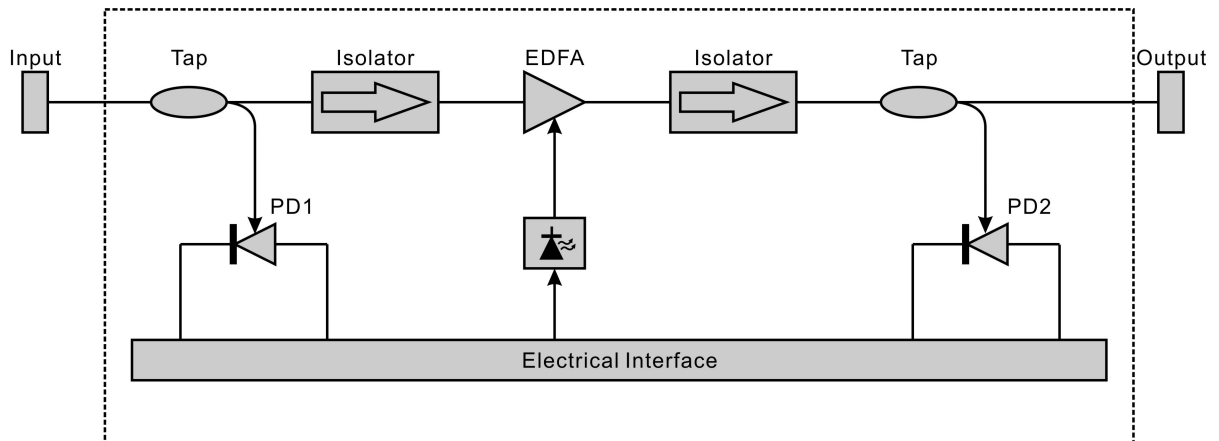 Input
Tap
Isolator
EDFA
Isolator
Tap
Output
PD1
PD2
Electrical Interface